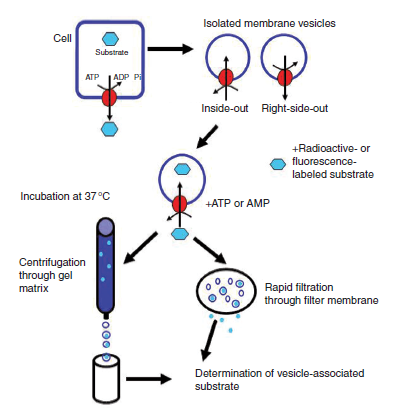 Isolated membrane vesicles
Cell
Substrate
ATP ADP Pi
Inside-out Right-side-out
+Radioactive- or
fluorescence-
labeled substrate
Incubation at 37°C
+ATP or AMP
Centrifugation
through gel
matrix
Rapid filtration
through filter membrane
Determination of vesicle-associated
substrate